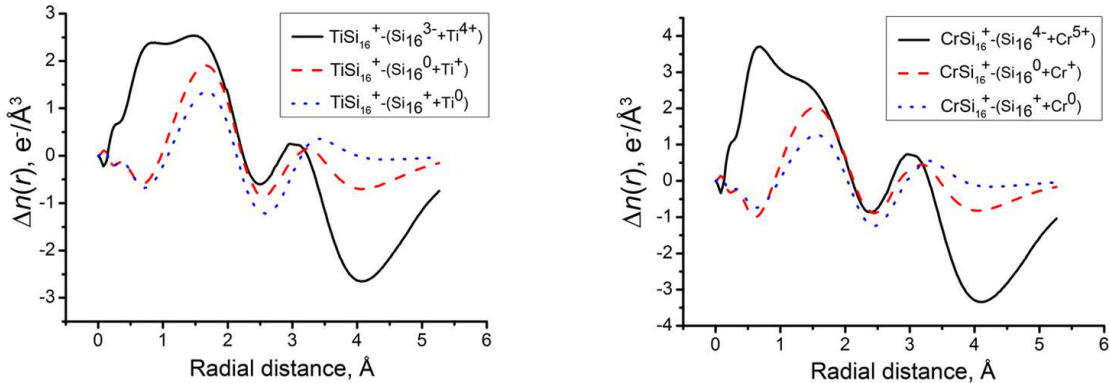 TiSi₁₆⁺-(Si₁₆³⁻+Ti⁴⁺)
TiSi₁₆⁺-(Si₁₆⁰+Ti⁺)
TiSi₁₆⁺-(Si₁₆⁺+Ti⁰)
3
2
1
0
-1
-2
-3
Δn(r), e⁻/Å³
0 1 2 3 4 5 6
Radial distance, Å
CrSi₁₆⁺-(Si₁₆⁴⁻+Cr⁵⁺)
CrSi₁₆⁺-(Si₁₆⁰+Cr⁺)
CrSi₁₆⁺-(Si₁₆⁺+Cr⁰)
4
3
2
1
0
-1
-2
-3
-4
Δn(r), e⁻/Å³
0 1 2 3 4 5 6
Radial distance, Å